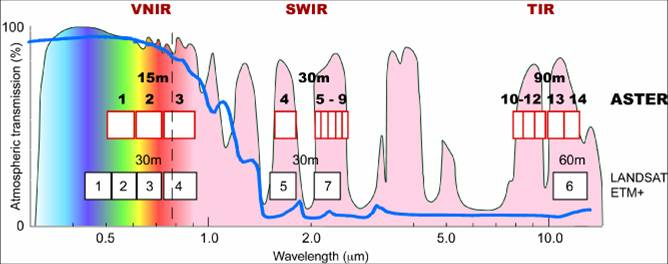 VNIR SWIR TIR
100
15m 30m 90m
1 2 3 4 5 - 9 10-12 13 14 ASTER
30m 30m 60m
1 2 3 4 5 7 6 LANDSAT
ETM+
0
0.5 1.0 2.0 5.0 10.0
Wavelength (μm)
Atmospheric transmission (%)